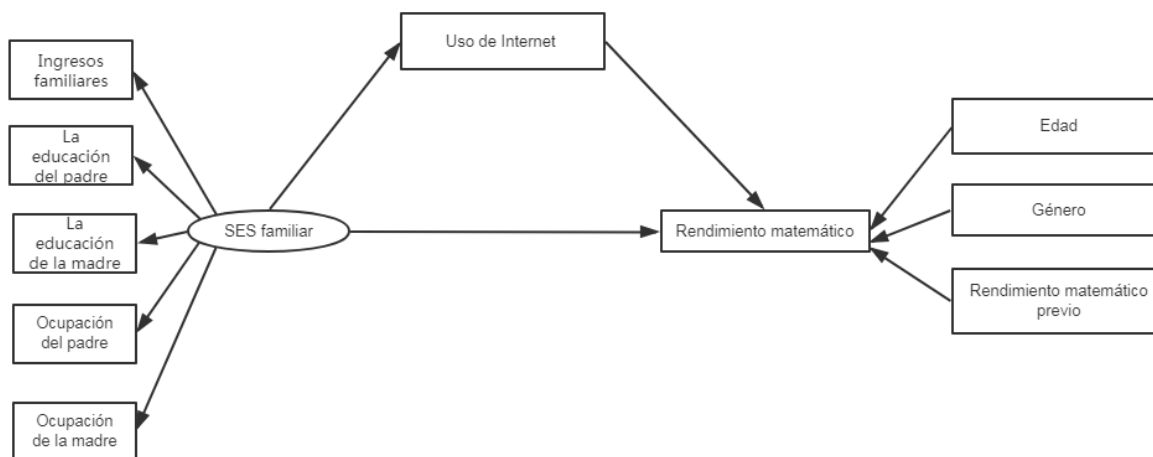 Ingresos
familiares
La
educación
del padre
La
educación
de la madre
Ocupación
del padre
Ocupación
de la madre
SES familiar
Uso de Internet
Rendimiento matemático
Edad
Género
Rendimiento matemático
previo